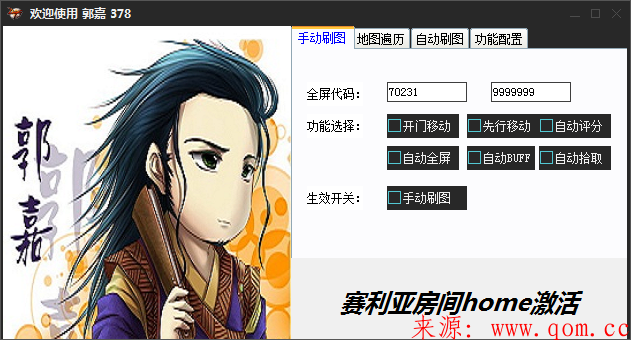 欢迎使用 郭嘉 378
手动刷图 地图遍历 自动刷图 功能配置
郭嘉
郭嘉
全屏代码： 70231 9999999
功能选择： 开门移动 先行移动 自动评分
自动全屏 自动BUFF 自动拾取
生效开关： 手动刷图
赛利亚房间home激活
来源：www.qom.cc